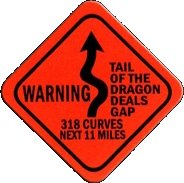 WARNING
TAIL
OF THE
DRAGON
DEALS
GAP
318 CURVES
NEXT 11 MILES